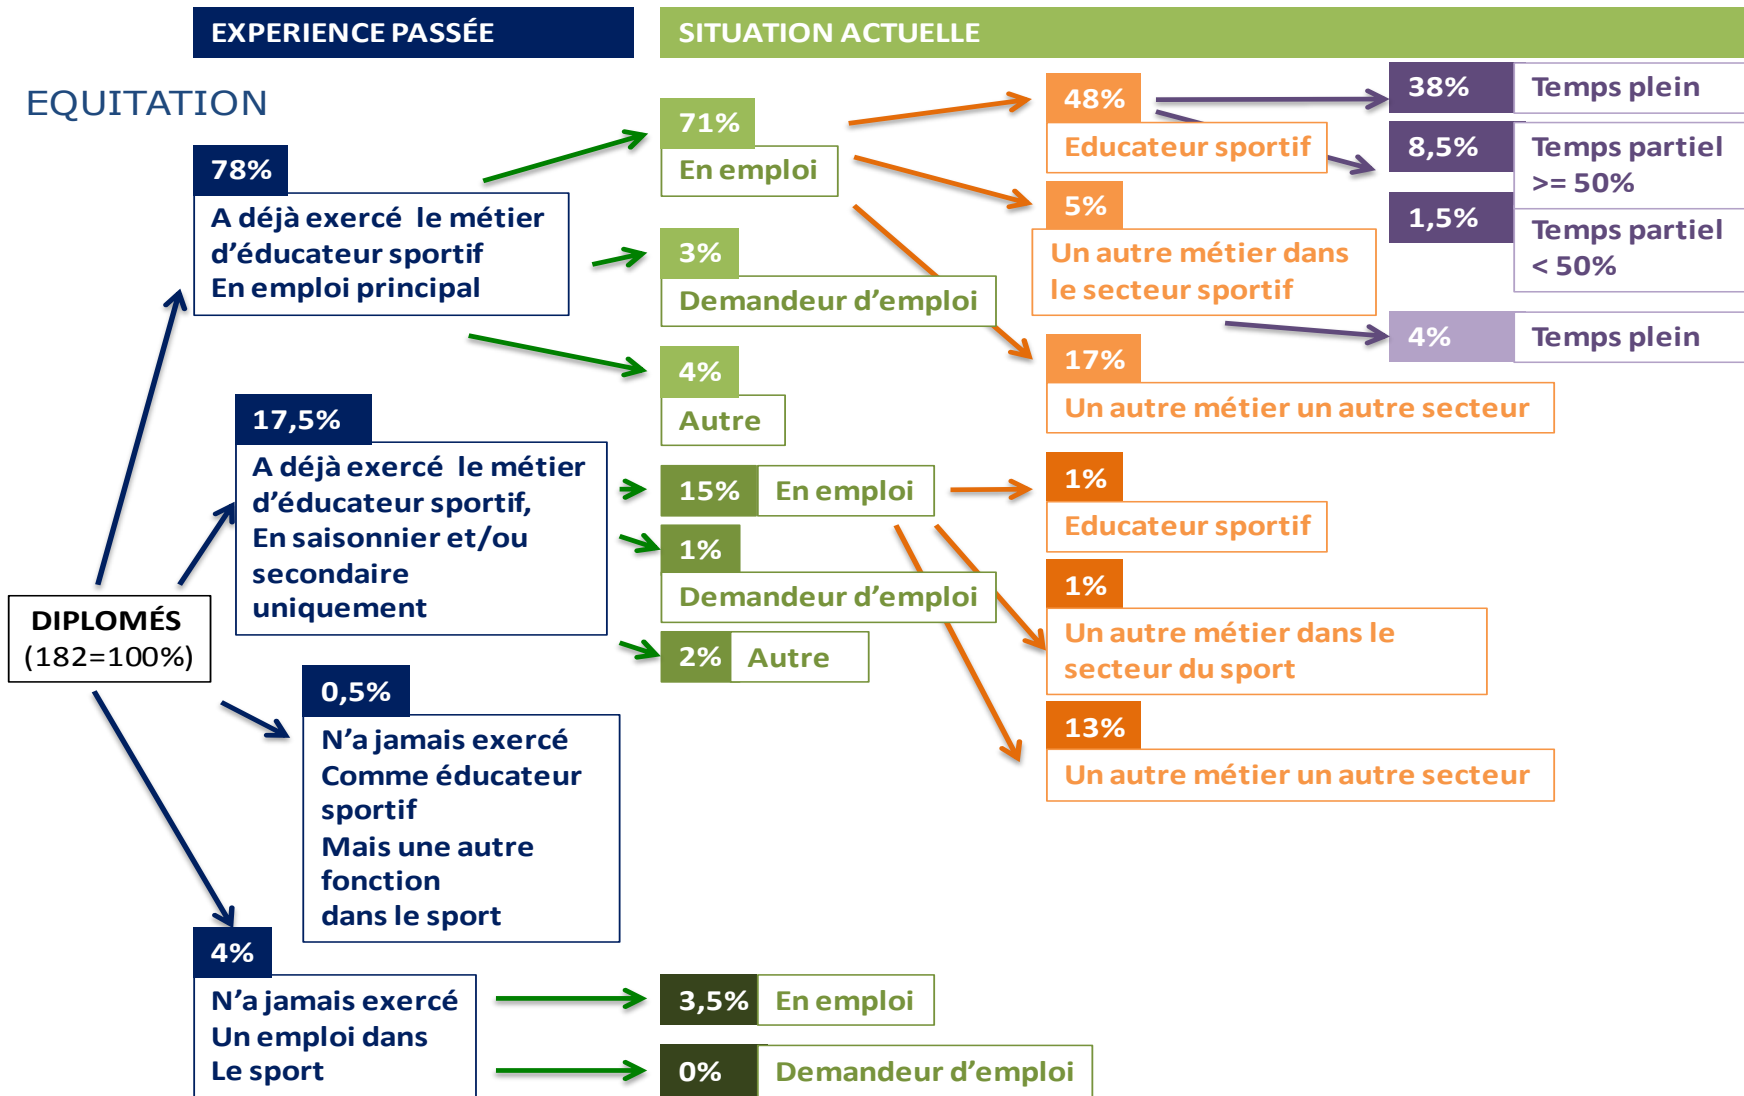 EXPERIENCE PASSÉE
SITUATION ACTUELLE
EQUITATION
DIPLOMÉS
(182=100%)
78%
A déjà exercé le métier
d'éducateur sportif
En emploi principal
17,5%
A déjà exercé le métier
d'éducateur sportif,
En saisonnier et/ou
secondaire
uniquement
0,5%
N'a jamais exercé
Comme éducateur
sportif
Mais une autre
fonction
dans le sport
4%
N'a jamais exercé
Un emploi dans
Le sport
71%
En emploi
3%
Demandeur d'emploi
4%
Autre
15%
En emploi
1%
Demandeur d'emploi
2%
Autre
3,5%
En emploi
0%
Demandeur d'emploi
48%
Educateur sportif
5%
Un autre métier dans
le secteur sportif
17%
Un autre métier un autre secteur
1%
Educateur sportif
1%
Un autre métier dans le
secteur du sport
13%
Un autre métier un autre secteur
38%
Temps plein
8,5%
Temps partiel
>= 50%
1,5%
Temps partiel
< 50%
4%
Temps plein